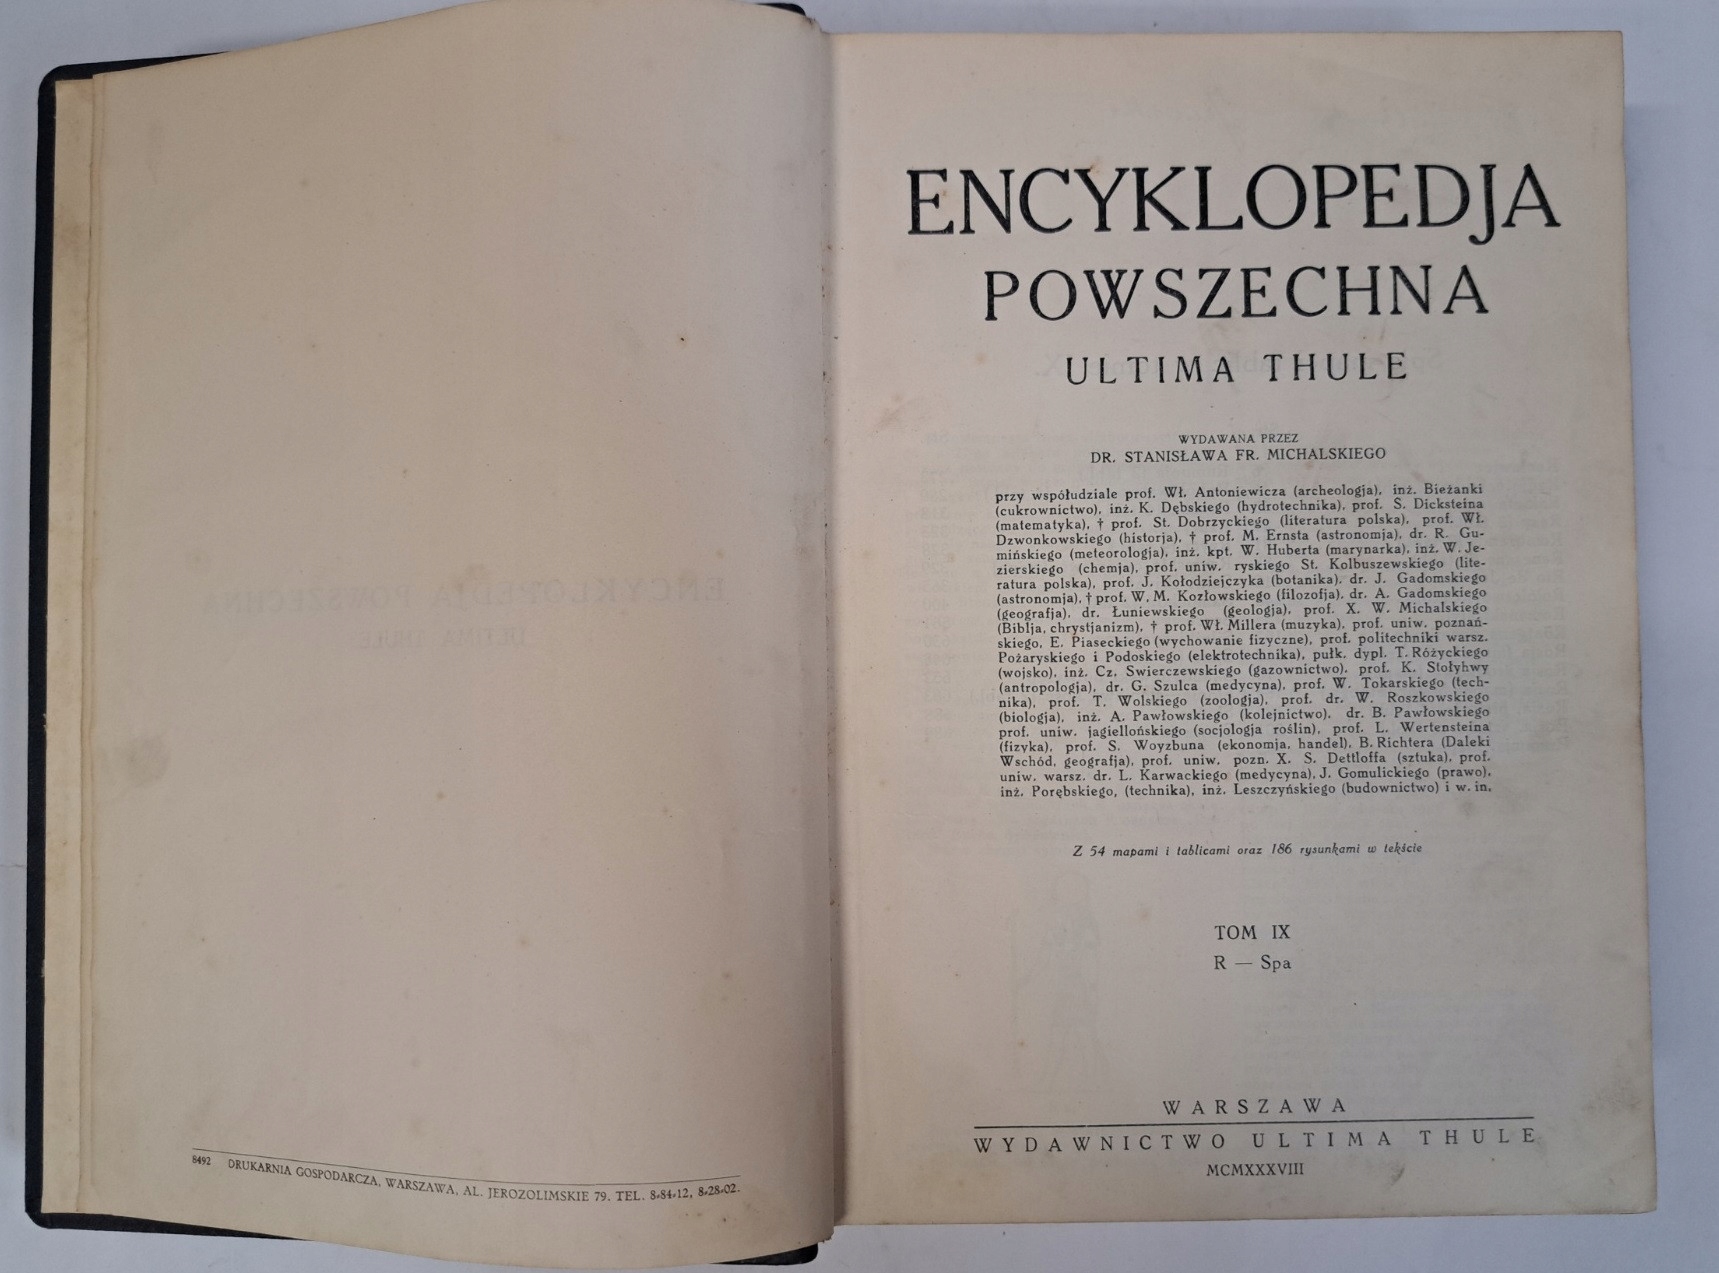 8492 DRUKARNIA GOSPODARCZA, WARSZAWA, AL. JEROZOLIMSKIE 79. TEL. 8-84-12, 8-28-02.
ENCYKLOPEDJA
POWSZECHNA
ULTIMA THULE
WYDAWANA PRZEZ
DR. STANISŁAWA FR. MICHALSKIEGO
przy współudziale prof. Wł. Antoniewicza (archeologja), inż. Bieżanki
(cukrownictwo), inż. K. Dębskiego (hydrotechnika), prof. S. Dicksteina
(matematyka), † prof. St. Dobrzyckiego (literatura polska), prof. Wł.
Dzwonkowskiego (historja), † prof. M. Ernsta (astronomja), dr. R. Gu-
mińskiego (meteorologja), inż. kpt. W. Huberta (marynarka), inż. W. Je-
zierskiego (chemja), prof. uniw. ryskiego St. Kolbuszewskiego (lite-
ratura polska), prof. J. Kołodziejczyka (botanika), dr. J. Gadomskiego
(astronomja), † prof. W. M. Kozłowskiego (filozofja), dr. A. Gadomskiego
(geografja), dr. Łuniewskiego (geologja), prof. X. W. Michalskiego
(Biblja, chrystjanizm), † prof. Wł. Millera (muzyka), prof. uniw. poznań-
skiego, E. Piaseckiego (wychowanie fizyczne), prof. politechniki warsz.
Pożaryskiego i Podoskiego (elektrotechnika), pułk. dypl. T. Różyckiego
(wojsko), inż. Cz. Swierczewskiego (gazownictwo), prof. K. Stołyhwy
(antropologja), dr. G. Szulca (medycyna), prof. W. Tokarskiego (tech-
nika), prof. T. Wolskiego (zoologja), prof. dr. W. Roszkowskiego
(biologja), inż. A. Pawłowskiego (kolejnictwo), dr. B. Pawłowskiego
prof. uniw. jagiellońskiego (socjologja roślin), prof. L. Wertensteina
(fizyka), prof. S. Woyzbuna (ekonomja, handel), B. Richtera (Daleki
Wschód, geografja), prof. uniw. pozn. X. S. Dettloffa (sztuka), prof.
uniw. warsz. dr. L. Karwackiego (medycyna), J. Gomulickiego (prawo),
inż. Porębskiego, (technika), inż. Leszczyńskiego (budownictwo) i w. in.
Z 54 mapami i tablicami oraz 186 rysunkami w tekście
TOM IX
R — Spa
WARSZAWA
WYDAWNICTWO ULTIMA THULE
MCMXXXVIII